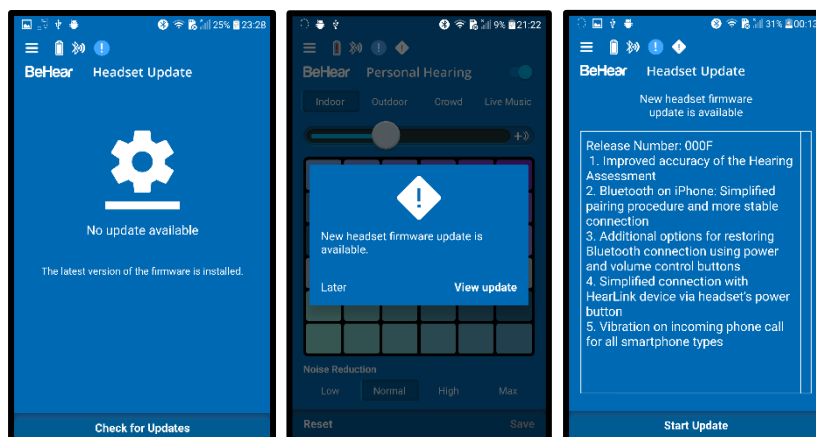 25% 23:28
BeHear Headset Update
No update available
The latest version of the firmware is installed.
Check for Updates
9% 21:22
BeHear Personal Hearing
Indoor Outdoor Crowd Live Music
New headset firmware update is
available.
Later View update
Noise Reduction
Low Normal High Max
Reset Save
31% 00:13
BeHear Headset Update
New headset firmware
update is available
Release Number: 000F
1. Improved accuracy of the Hearing
Assessment
2. Bluetooth on iPhone: Simplified
pairing procedure and more stable
connection
3. Additional options for restoring
Bluetooth connection using power
and volume control buttons
4. Simplified connection with
HearLink device via headset's power
button
5. Vibration on incoming phone call
for all smartphone types
Start Update